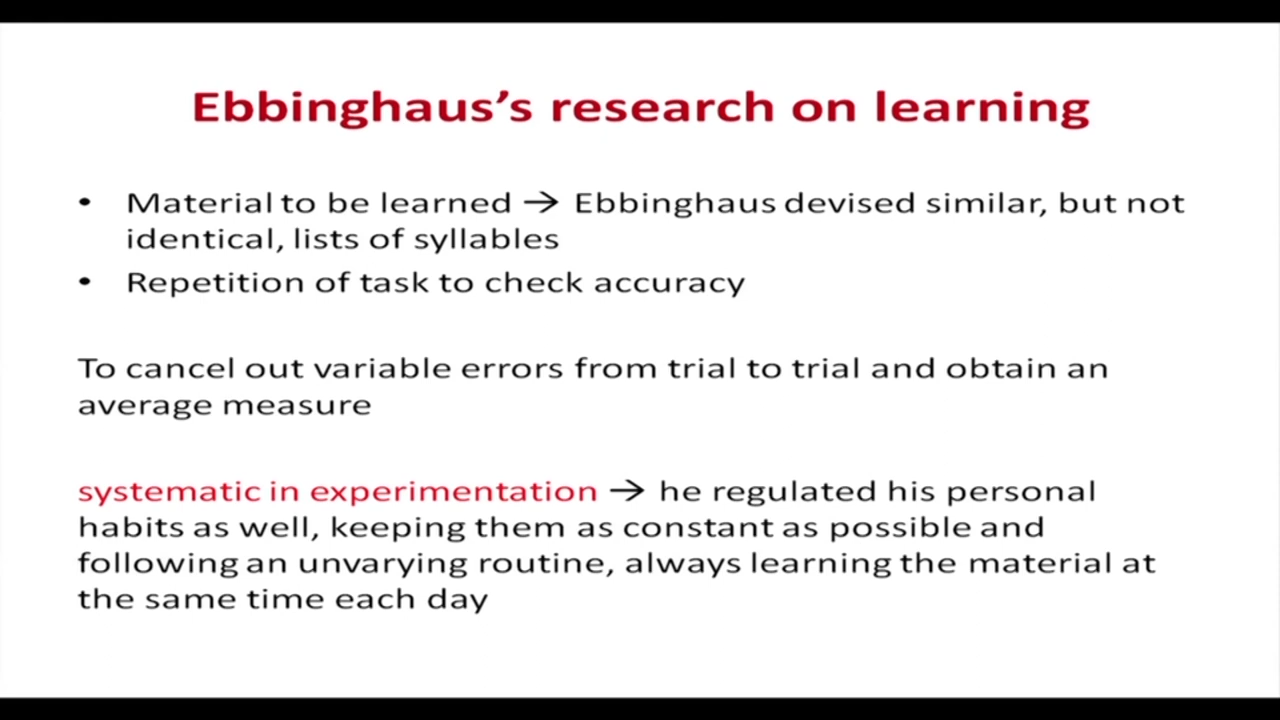 Ebbinghaus’s research on learning
• Material to be learned → Ebbinghaus devised similar, but not
identical, lists of syllables
• Repetition of task to check accuracy
To cancel out variable errors from trial to trial and obtain an
average measure
systematic in experimentation → he regulated his personal
habits as well, keeping them as constant as possible and
following an unvarying routine, always learning the material at
the same time each day